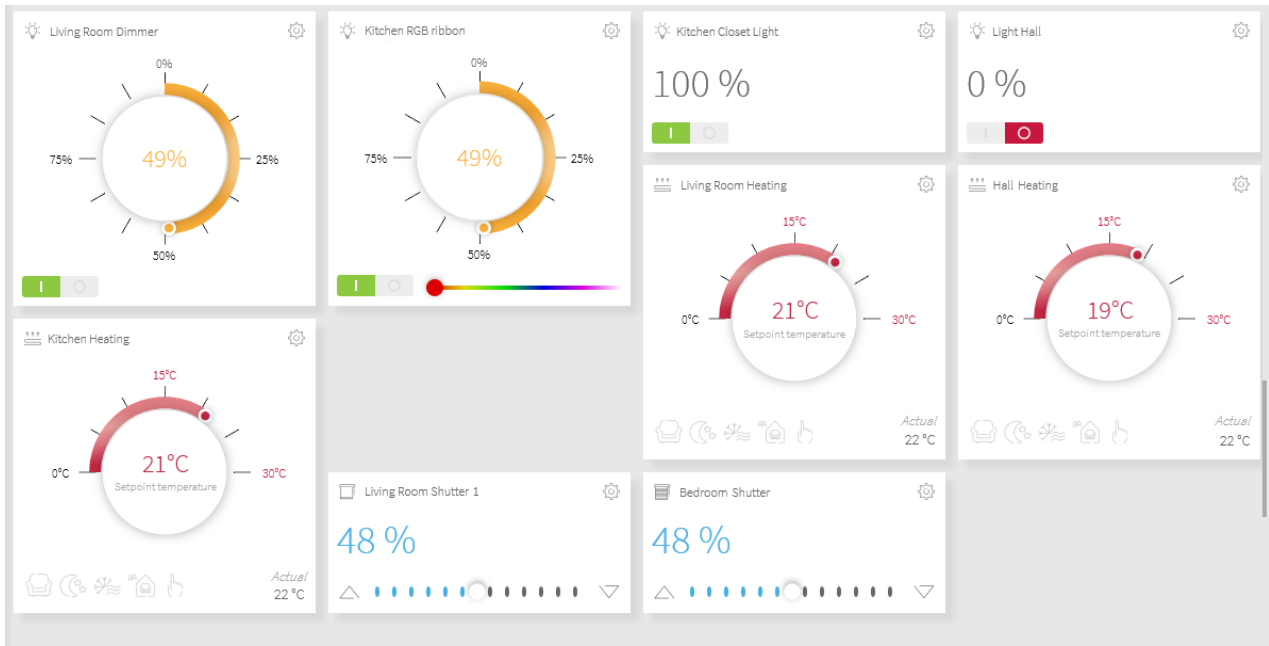 Living Room Dimmer
0%
75%
49%
25%
50%
Kitchen RGB ribbon
0%
75%
49%
25%
50%
Kitchen Closet Light
100 %
Light Hall
0 %
Living Room Heating
15°C
0°C
21°C
Setpoint temperature
30°C
Actual
22 °C
Hall Heating
15°C
0°C
19°C
Setpoint temperature
30°C
Actual
22 °C
Kitchen Heating
15°C
0°C
21°C
Setpoint temperature
30°C
Actual
22 °C
Living Room Shutter 1
48 %
Bedroom Shutter
48 %